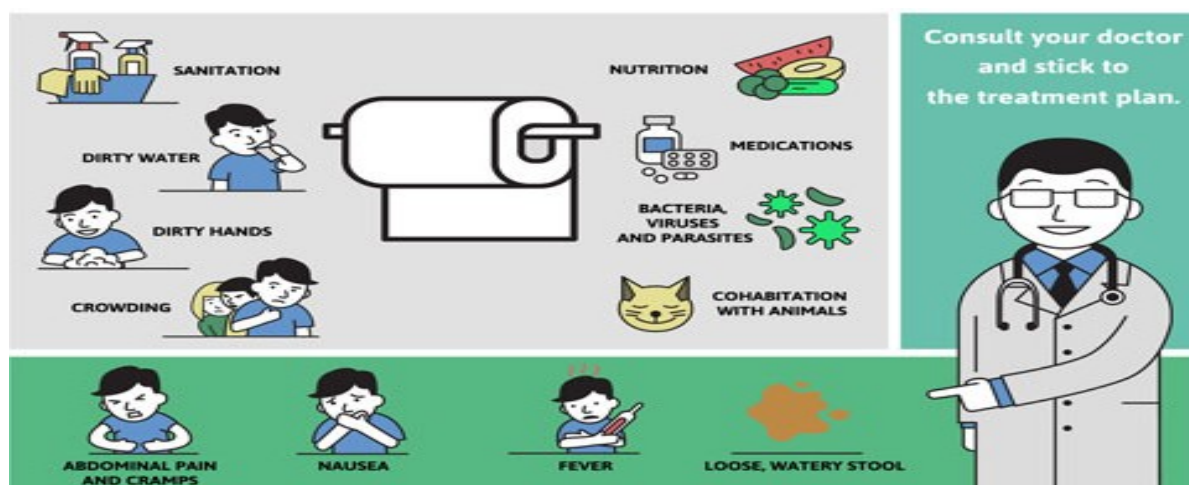 SANITATION
DIRTY WATER
DIRTY HANDS
CROWDING
NUTRITION
MEDICATIONS
BACTERIA,
VIRUSES
AND PARASITES
COHABITATION
WITH ANIMALS
Consult your doctor
and stick to
the treatment plan.
ABDOMINAL PAIN
AND CRAMPS
NAUSEA
FEVER
LOOSE, WATERY STOOL